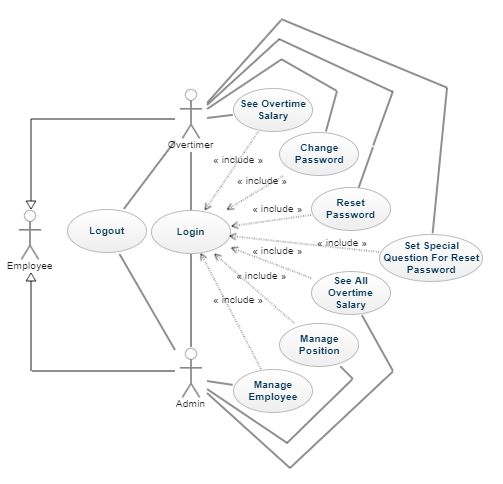 See Overtime
Salary
Overtimer
Change
Password
« include »
« include »
Reset
Password
« include »
Employee
Logout
Login
« include »
Set Special
Question For Reset
Password
« include »
« include »
See All
Overtime
Salary
« include »
Manage
Position
Manage
Employee
Admin